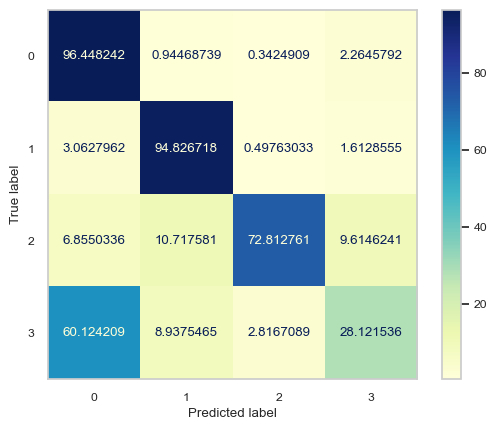 0 96.448242 0.94468739 0.3424909 2.2645792
1 3.0627962 94.826718 0.49763033 1.6128555
2 6.8550336 10.717581 72.812761 9.6146241
3 60.124209 8.9375465 2.8167089 28.121536
0 1 2 3
Predicted label
True label
80
60
40
20